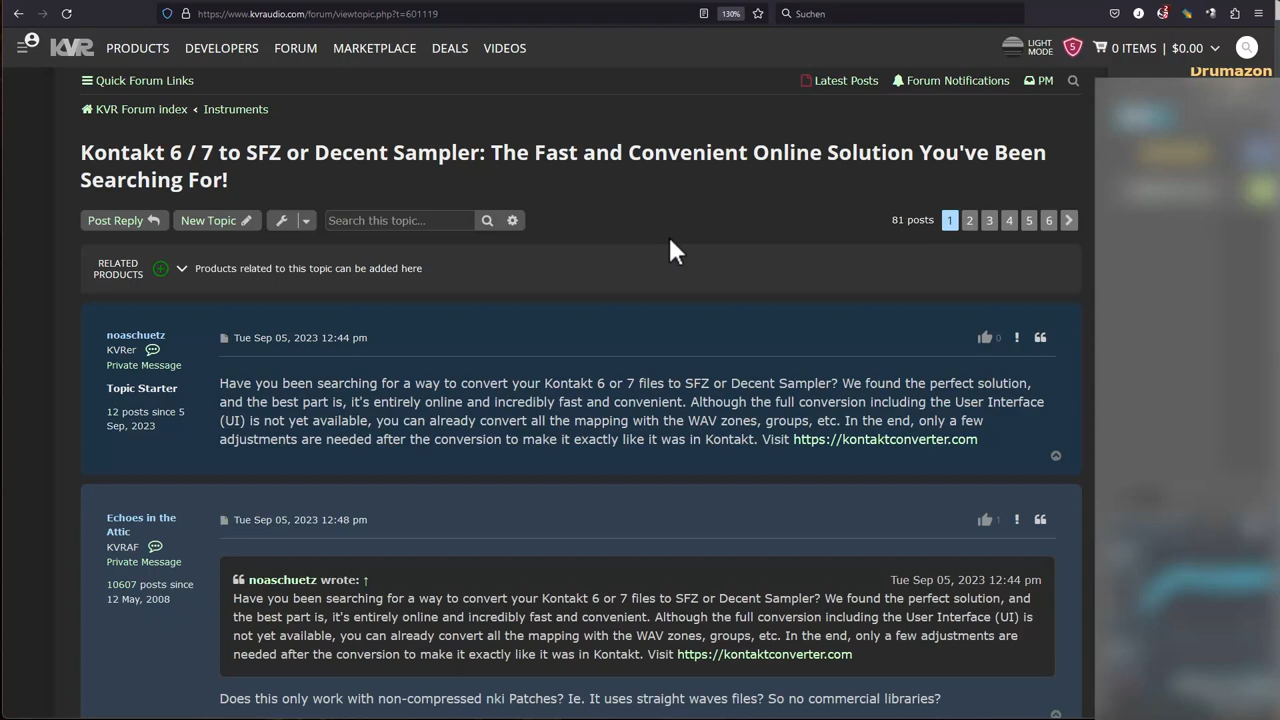 https://www.kvraudio.com/forum/viewtopic.php?t=601119
130%
Suchen
KVR
PRODUCTS
DEVELOPERS
FORUM
MARKETPLACE
DEALS
VIDEOS
LIGHT
MODE
5
0 ITEMS | $0.00
Drumazon
Quick Forum Links
Latest Posts
Forum Notifications
PM
KVR Forum index ‹ Instruments
Kontakt 6 / 7 to SFZ or Decent Sampler: The Fast and Convenient Online Solution You've Been
Searching For!
Post Reply
New Topic
Search this topic...
81 posts
1
2
3
4
5
6
RELATED
PRODUCTS
Products related to this topic can be added here
noaschuetz
KVRer
Private Message
Topic Starter
12 posts since 5
Sep, 2023
Tue Sep 05, 2023 12:44 pm
0
Have you been searching for a way to convert your Kontakt 6 or 7 files to SFZ or Decent Sampler? We found the perfect solution,
and the best part is, it's entirely online and incredibly fast and convenient. Although the full conversion including the User Interface
(UI) is not yet available, you can already convert all the mapping with the WAV zones, groups, etc. In the end, only a few
adjustments are needed after the conversion to make it exactly like it was in Kontakt. Visit https://kontaktconverter.com
Echoes in the
Attic
KVRAF
Private Message
10607 posts since
12 May, 2008
Tue Sep 05, 2023 12:48 pm
1
noaschuetz wrote: ↑
Tue Sep 05, 2023 12:44 pm
Have you been searching for a way to convert your Kontakt 6 or 7 files to SFZ or Decent Sampler? We found the perfect solution, and
the best part is, it's entirely online and incredibly fast and convenient. Although the full conversion including the User Interface (UI) is
not yet available, you can already convert all the mapping with the WAV zones, groups, etc. In the end, only a few adjustments are
needed after the conversion to make it exactly like it was in Kontakt. Visit https://kontaktconverter.com
Does this only work with non-compressed nki Patches? Ie. It uses straight waves files? So no commercial libraries?